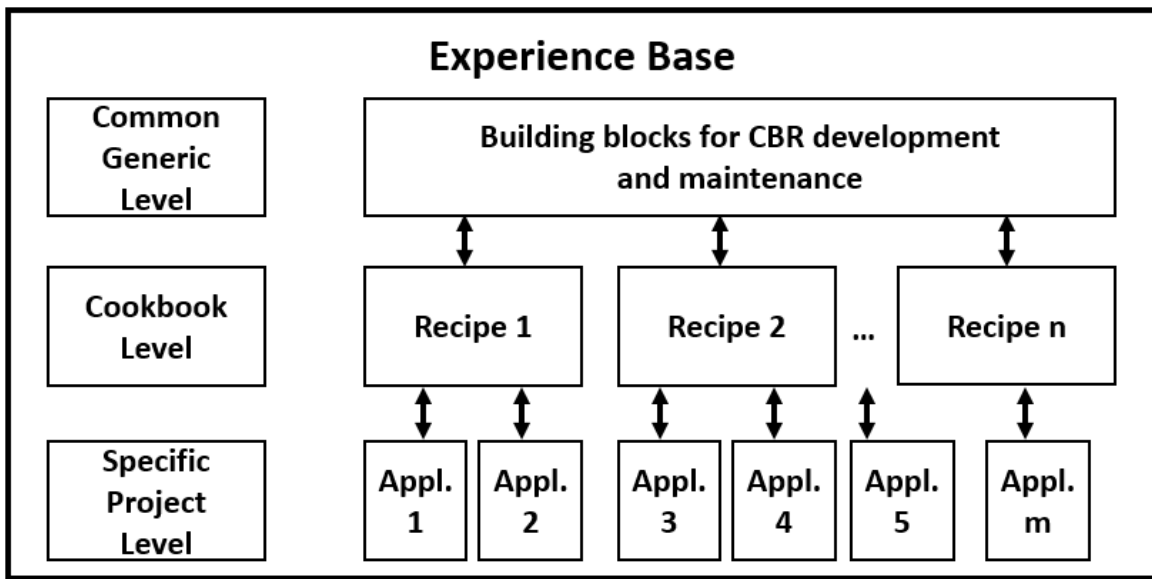 Experience Base
Common
Generic
Level
Building blocks for CBR development
and maintenance
Cookbook
Level
Recipe 1
Recipe 2
...
Recipe n
Specific
Project
Level
Appl.
1
Appl.
2
Appl.
3
Appl.
4
Appl.
5
Appl.
m